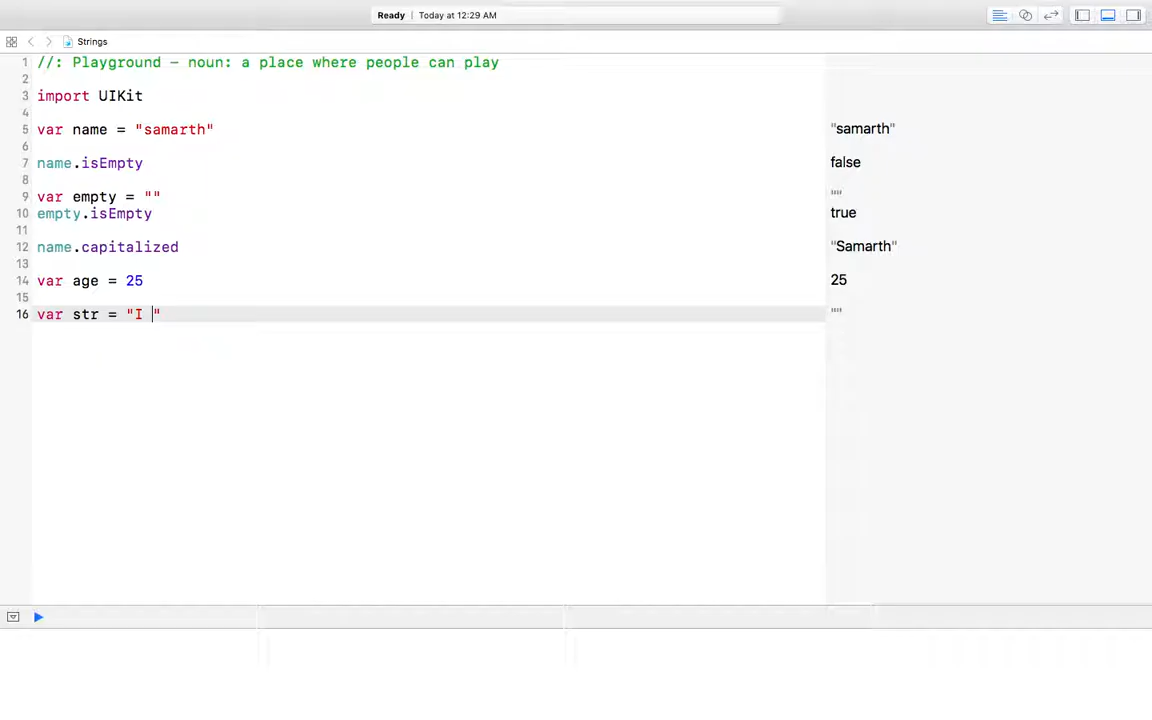 Ready | Today at 12:29 AM
Strings
1 //: Playground – noun: a place where people can play
2
3 import UIKit
4
5 var name = "samarth" "samarth"
6
7 name.isEmpty false
8
9 var empty = "" ""
10 empty.isEmpty true
11
12 name.capitalized "Samarth"
13
14 var age = 25 25
15
16 var str = "I " ""